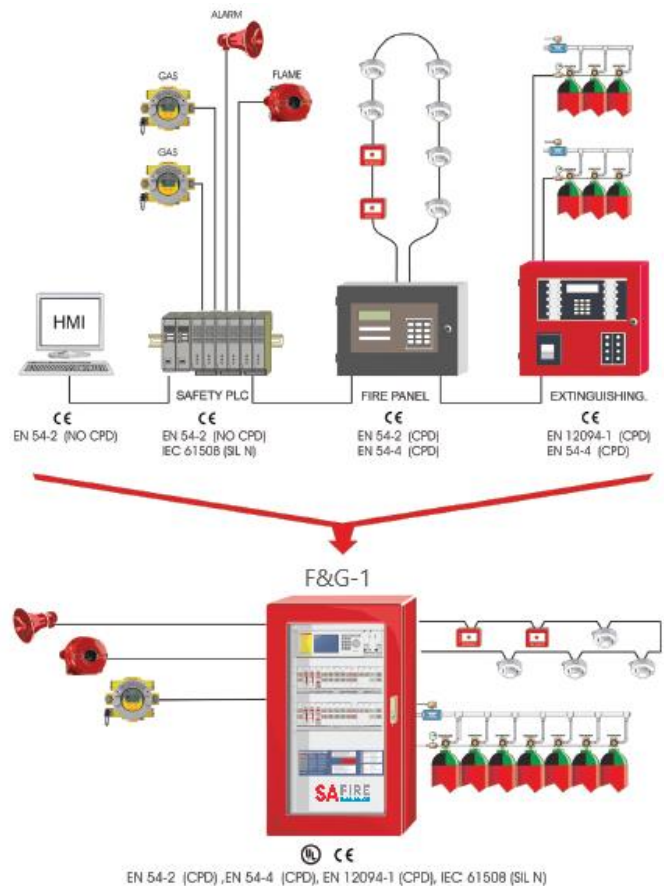 ALARM
GAS
FLAME
GAS
HMI
SAFETY PLC
FIRE PANEL
EXTINGUISHING.
CE
CE
CE
CE
EN 54-2 (NO CPD)
EN 54-2 (NO CPD)
IEC 61508 (SIL N)
EN 54-2 (CPD)
EN 54-4 (CPD)
EN 12094-1 (CPD)
EN 54-4 (CPD)
F&G-1
SAFIRE
UL CE
EN 54-2 (CPD) ,EN 54-4 (CPD), EN 12094-1 (CPD), IEC 61508 (SIL N)